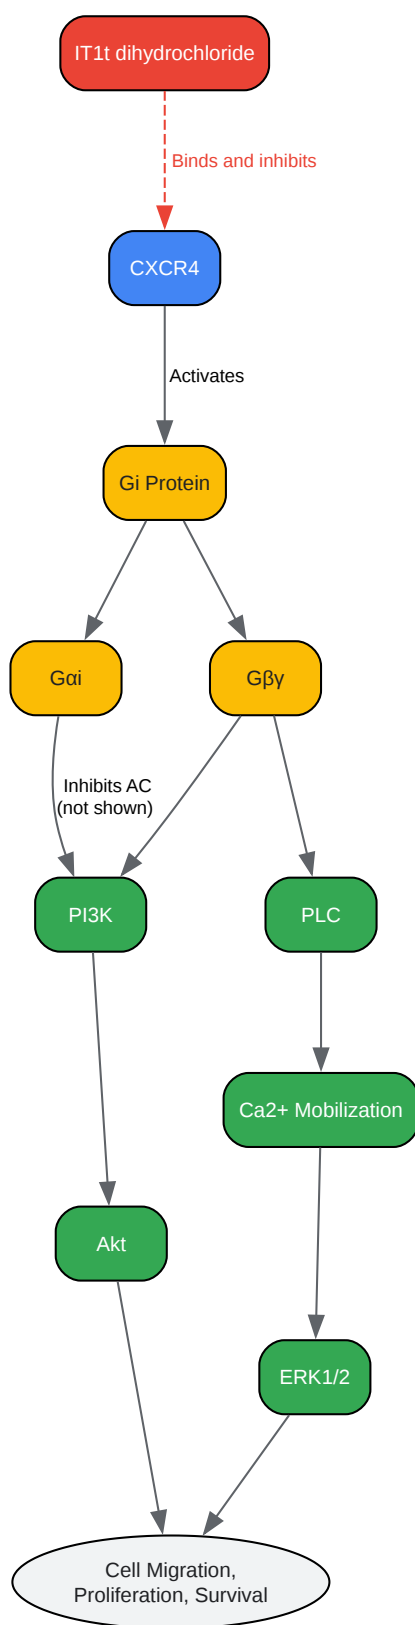 IT1t dihydrochloride
Binds and inhibits
CXCR4
Activates
Gi Protein
Gαi
Gβγ
Inhibits AC
(not shown)
PI3K
PLC
Ca2+ Mobilization
Akt
ERK1/2
Cell Migration,
Proliferation, Survival